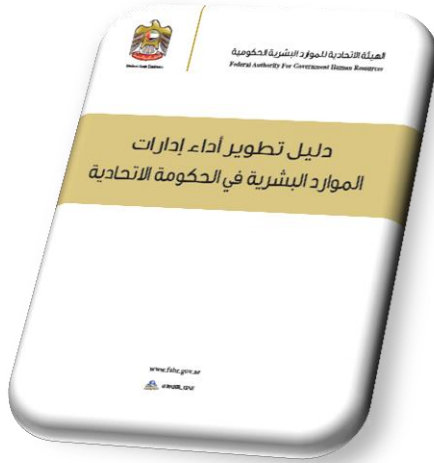 الهيئة الاتحادية للموارد البشرية الحكومية
Federal Authority For Government Human Resources
دليل تطوير أداء إدارات
الموارد البشرية في الحكومة الاتحادية
www.fahr.gov.ae